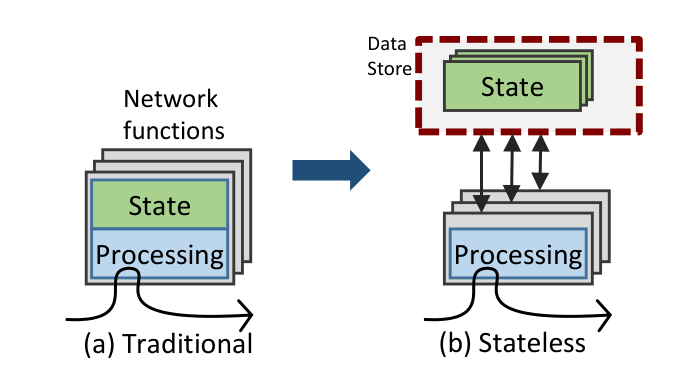 Network
functions
State
Processing
(a) Traditional
Data
Store
State
Processing
(b) Stateless